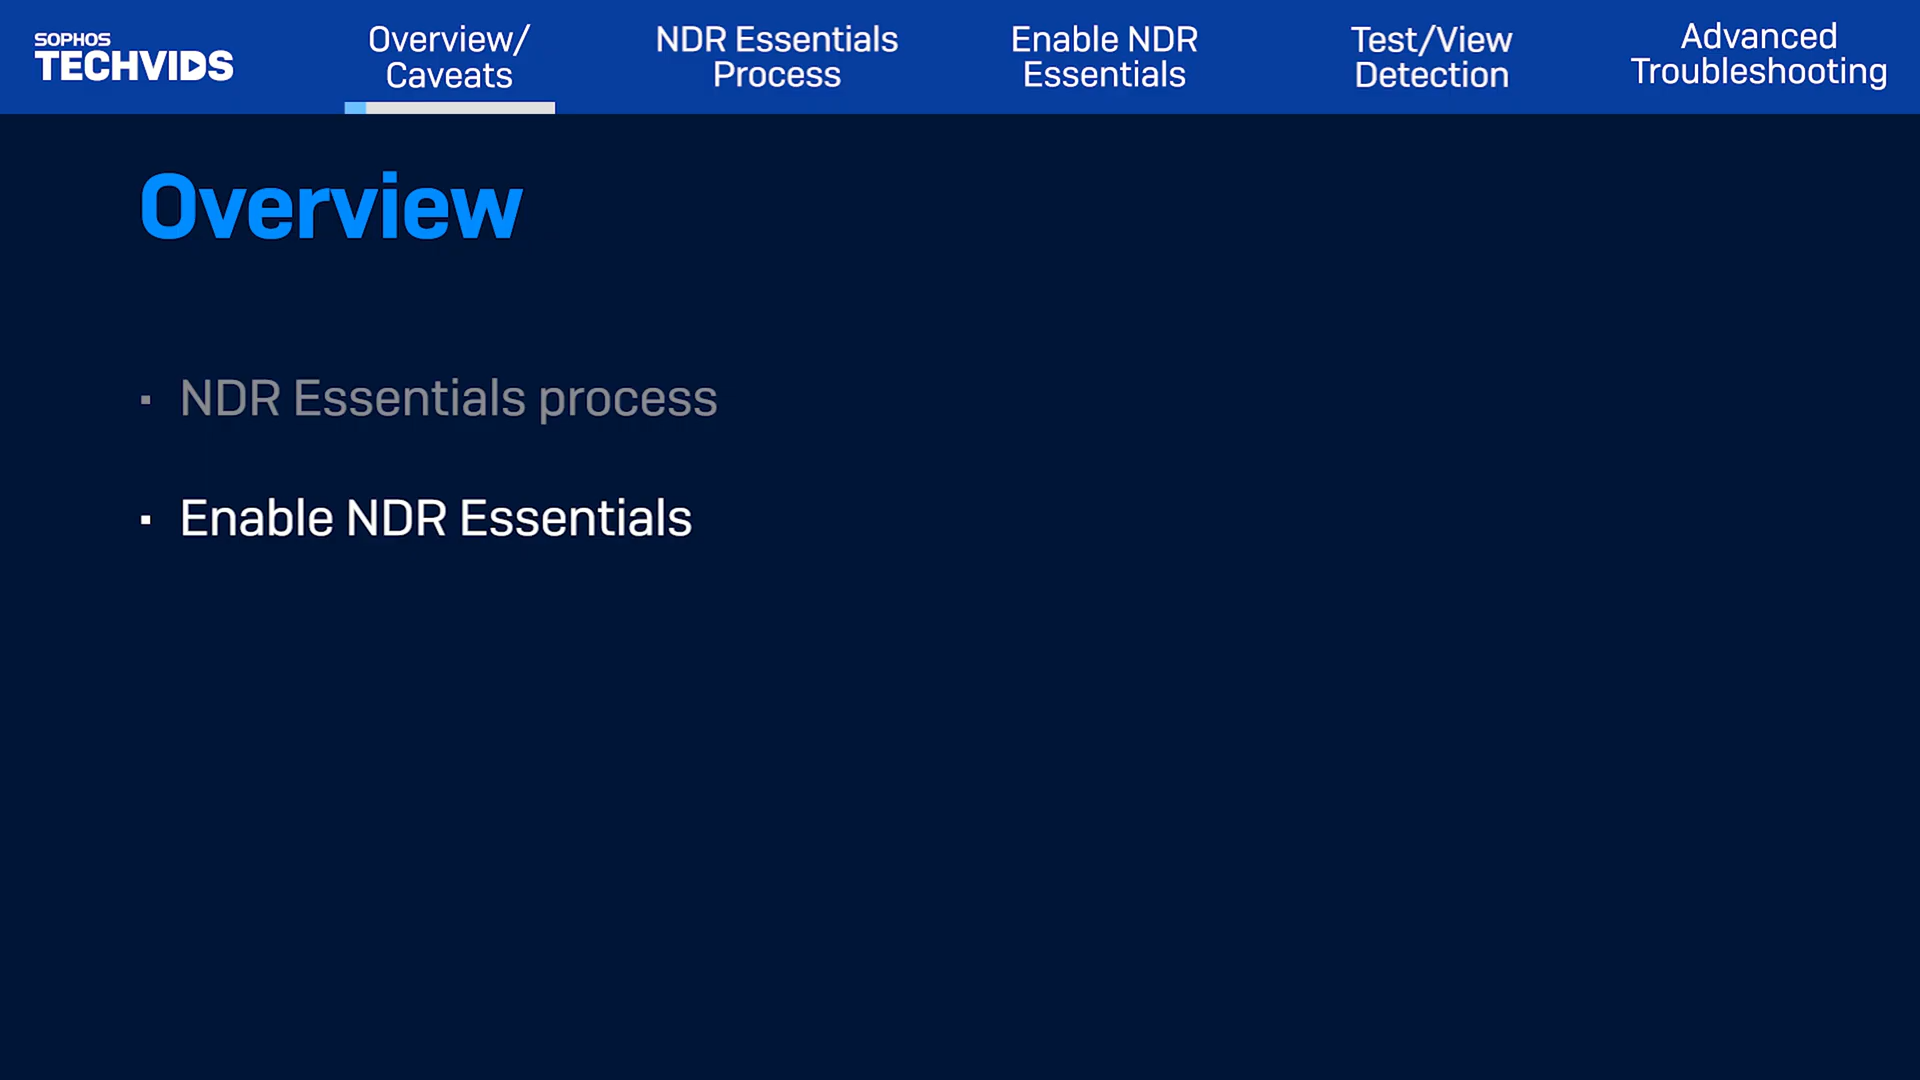 SOPHOS
TECHVIDS
Overview/
Caveats
NDR Essentials
Process
Enable NDR
Essentials
Test/View
Detection
Advanced
Troubleshooting
Overview
▪ NDR Essentials process
▪ Enable NDR Essentials